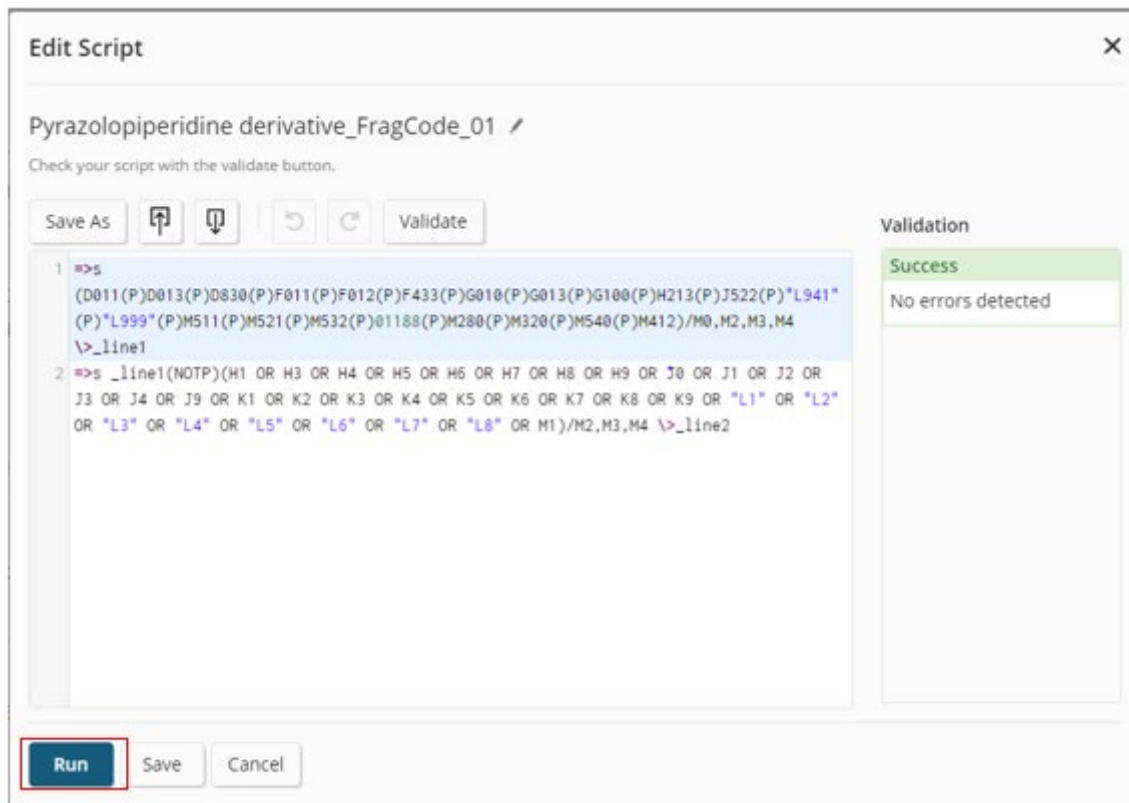 Edit Script
Pyrazolopiperidine derivative_FragCode_01
Check your script with the validate button.
Save As
Validate
Validation
Success
No errors detected
1 =>s
(D011(P)D013(P)D830(P)F011(P)F012(P)F433(P)G010(P)G013(P)G100(P)H213(P)J522(P)"L941"
(P)"L999"(P)M511(P)M521(P)M532(P)01188(P)M280(P)M320(P)M540(P)M412)/M0,M2,M3,M4
\>_line1
2 =>s _line1(NOTP)(H1 OR H3 OR H4 OR H5 OR H6 OR H7 OR H8 OR H9 OR J0 OR J1 OR J2 OR
J3 OR J4 OR J9 OR K1 OR K2 OR K3 OR K4 OR K5 OR K6 OR K7 OR K8 OR K9 OR "L1" OR "L2"
OR "L3" OR "L4" OR "L5" OR "L6" OR "L7" OR "L8" OR M1)/M2,M3,M4 \>_line2
Run
Save
Cancel